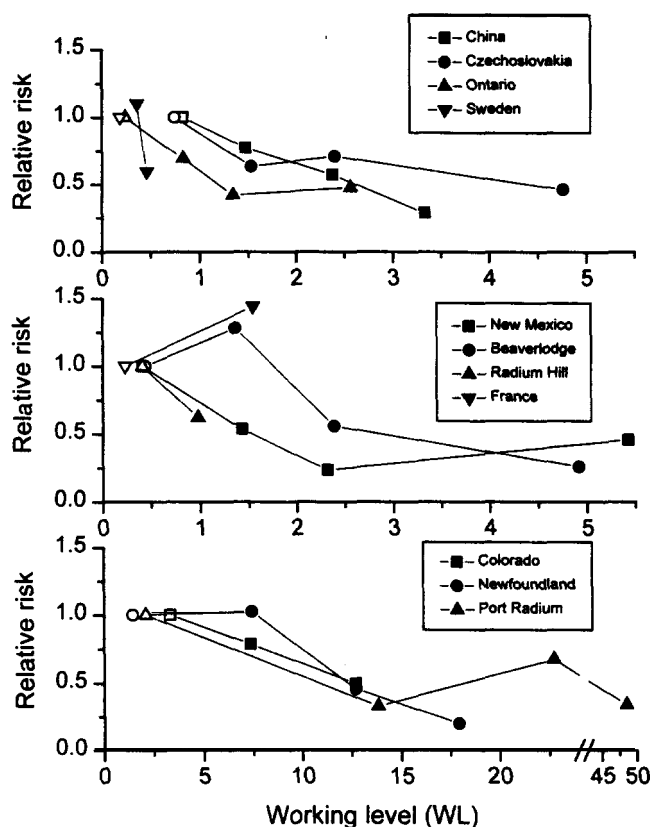 1.5
1.0
0.5
0.0
Relative risk
China
Czechoslovakia
Ontario
Sweden
0 1 2 3 4 5
1.5
1.0
0.5
0.0
Relative risk
New Mexico
Beaverlodge
Radium Hill
France
0 1 2 3 4 5
1.5
1.0
0.5
0.0
Relative risk
Colorado
Newfoundland
Port Radium
0 5 10 15 20 45 50
Working level (WL)